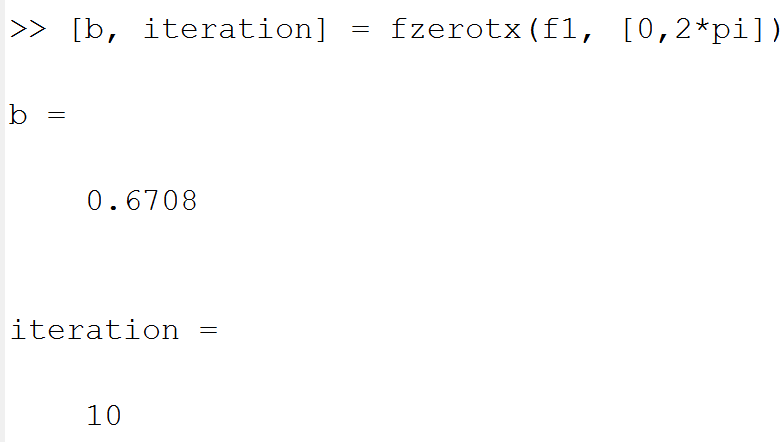 >> [b, iteration] = fzerotx(f1, [0,2*pi])
b =
0.6708
iteration =
10